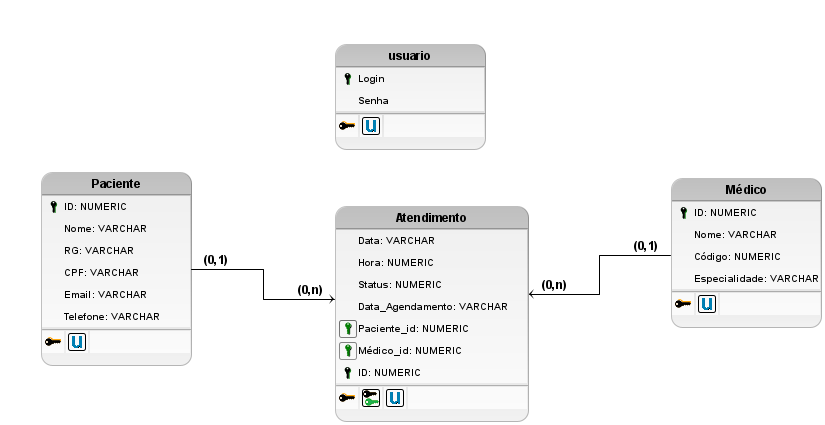 usuario
Login
Senha
U
Paciente
ID: NUMERIC
Nome: VARCHAR
RG: VARCHAR
CPF: VARCHAR
Email: VARCHAR
Telefone: VARCHAR
U
(0,1)
(0,n)
Atendimento
Data: VARCHAR
Hora: NUMERIC
Status: NUMERIC
Data_Agendamento: VARCHAR
Paciente_id: NUMERIC
Médico_id: NUMERIC
ID: NUMERIC
U
(0,n)
(0,1)
Médico
ID: NUMERIC
Nome: VARCHAR
Código: NUMERIC
Especialidade: VARCHAR
U